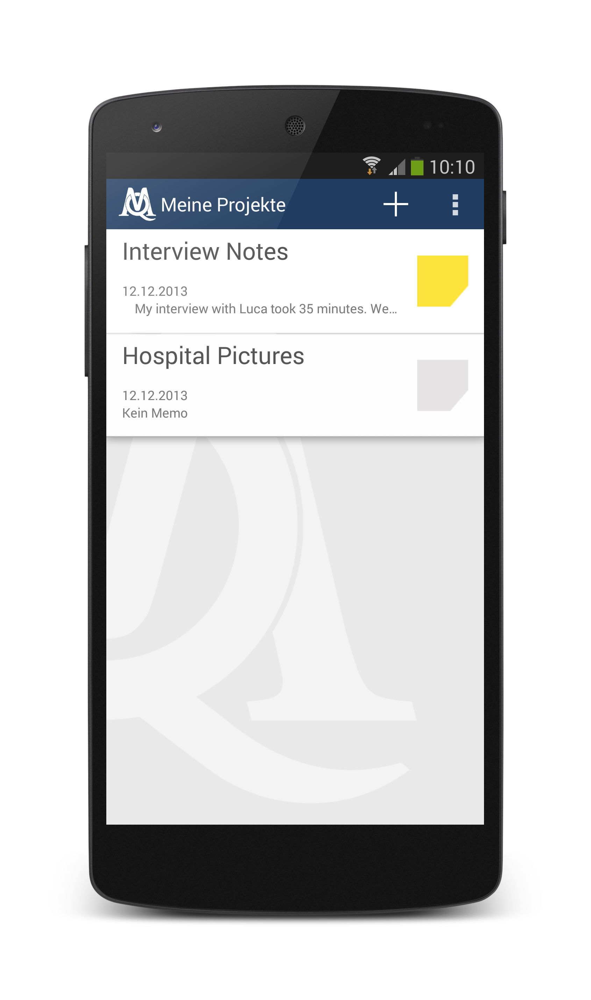 10:10
MQ Meine Projekte
Interview Notes
12.12.2013
My interview with Luca took 35 minutes. We...
Hospital Pictures
12.12.2013
Kein Memo